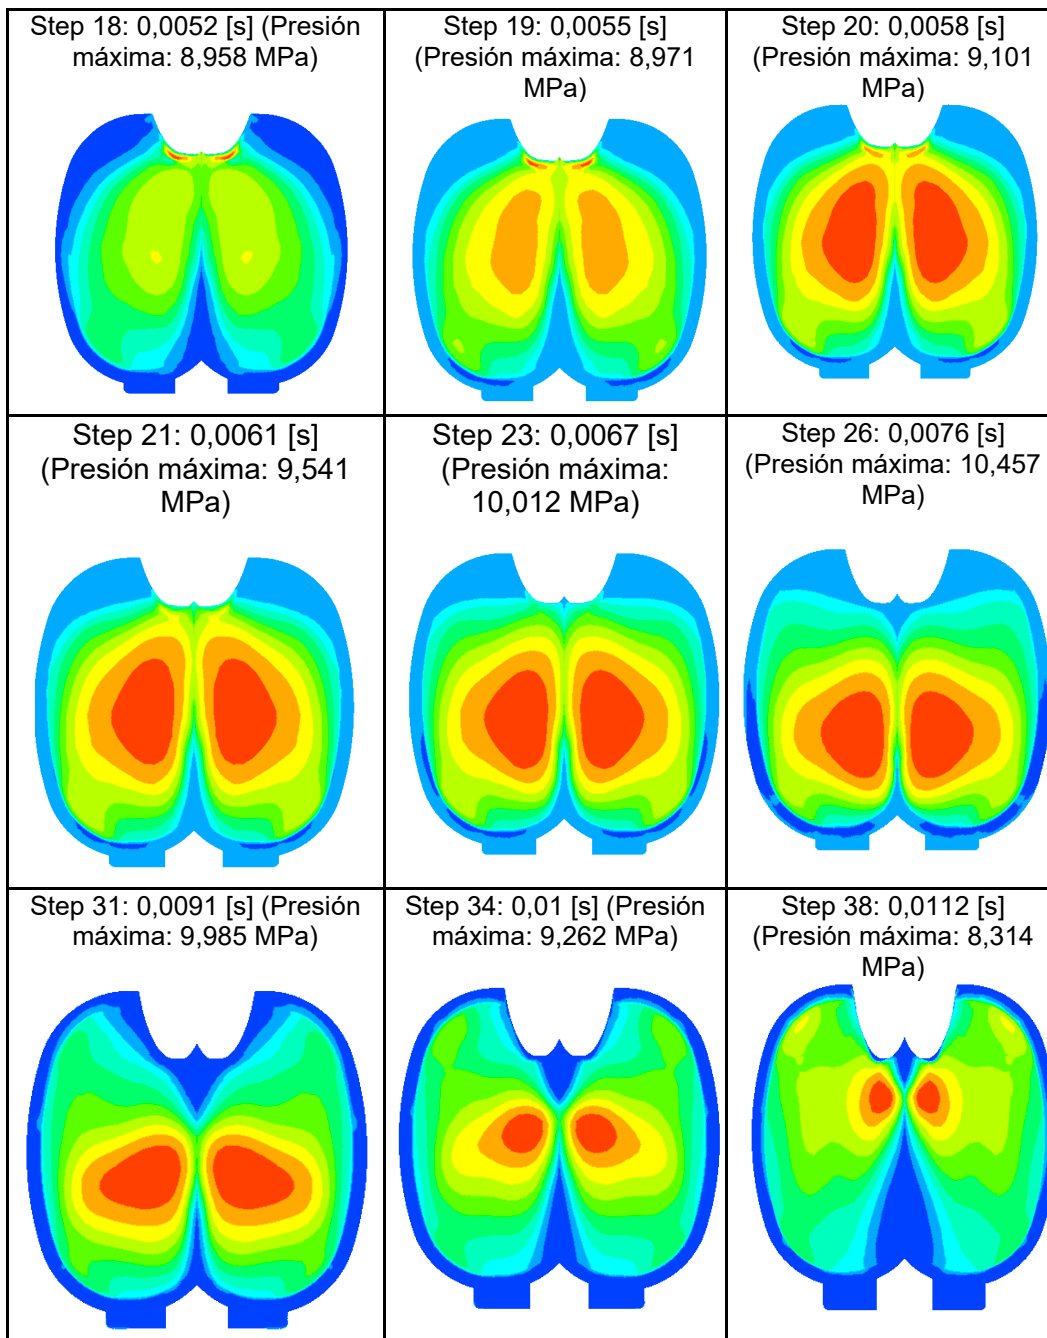 Step 18: 0,0052 [s] (Presión
máxima: 8,958 MPa)
Step 19: 0,0055 [s]
(Presión máxima: 8,971
MPa)
Step 20: 0,0058 [s]
(Presión máxima: 9,101
MPa)
Step 21: 0,0061 [s]
(Presión máxima: 9,541
MPa)
Step 23: 0,0067 [s]
(Presión máxima:
10,012 MPa)
Step 26: 0,0076 [s]
(Presión máxima: 10,457
MPa)
Step 31: 0,0091 [s] (Presión
máxima: 9,985 MPa)
Step 34: 0,01 [s] (Presión
máxima: 9,262 MPa)
Step 38: 0,0112 [s]
(Presión máxima: 8,314
MPa)